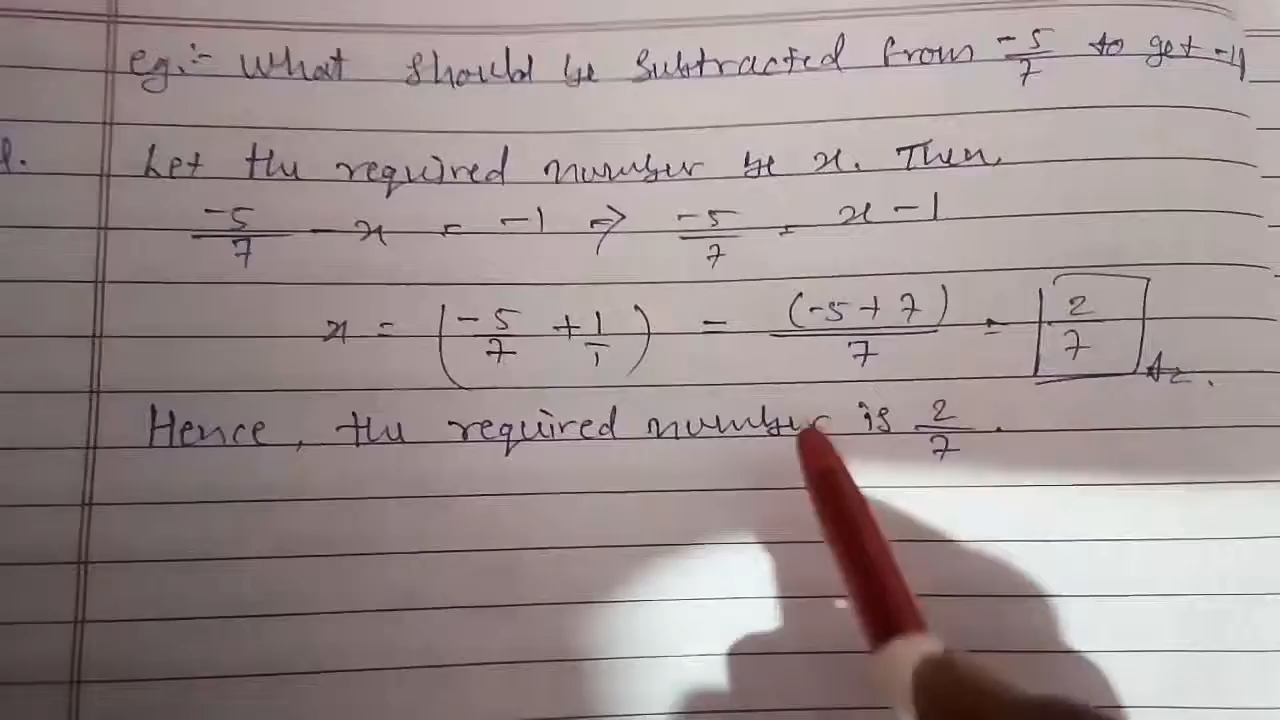 eg:- What should be subtracted from -5/7 to get -1
Let the required number be x. Then,
-5/7 - x = -1 ⇒ -5/7 = x - 1
x = (-5/7 + 1/1) = (-5+7)/7 = 2/7
Hence, the required number is 2/7.